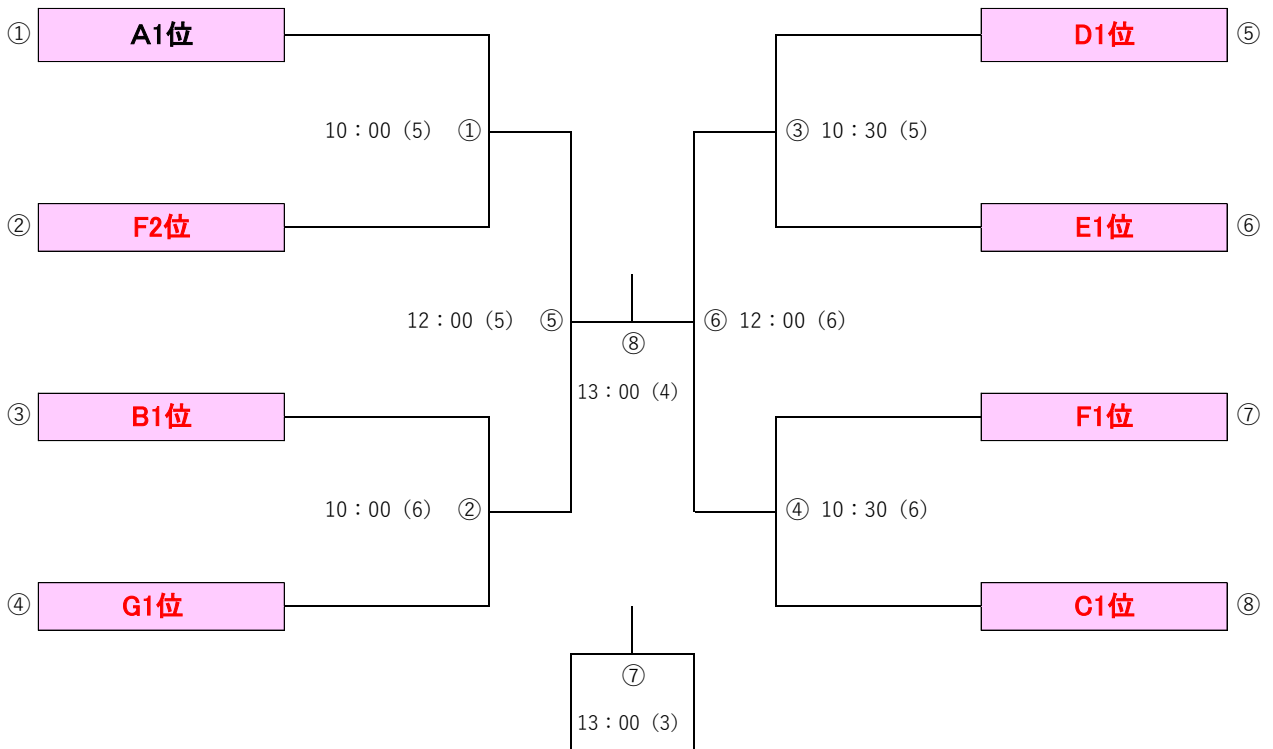 ① A1位 D1位 ⑤
10：00（5） ① ③ 10：30（5）
② F2位 E1位 ⑥
12：00（5） ⑤ ⑥ 12：00（6）
⑧
13：00（4）
③ B1位 F1位 ⑦
10：00（6） ② ④ 10：30（6）
④ G1位 C1位 ⑧
⑦
13：00（3）